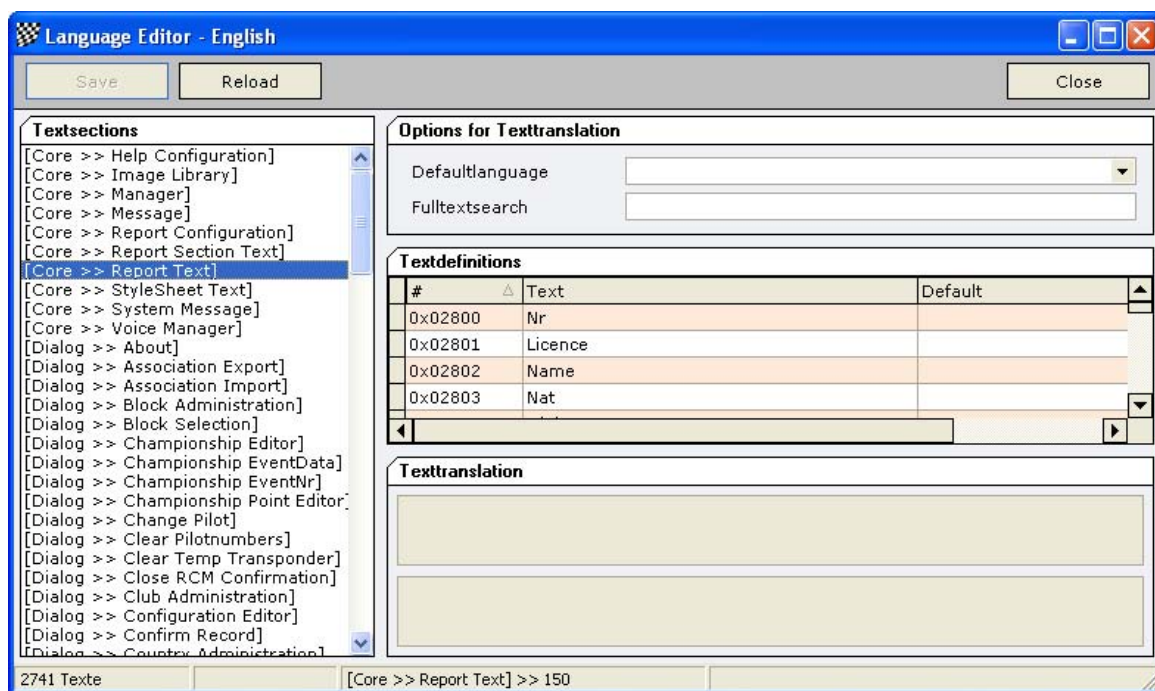 Language Editor - English
Save Reload Close
Textsections
[Core >> Help Configuration]
[Core >> Image Library]
[Core >> Manager]
[Core >> Message]
[Core >> Report Configuration]
[Core >> Report Section Text]
[Core >> Report Text]
[Core >> StyleSheet Text]
[Core >> System Message]
[Core >> Voice Manager]
[Dialog >> About]
[Dialog >> Association Export]
[Dialog >> Association Import]
[Dialog >> Block Administration]
[Dialog >> Block Selection]
[Dialog >> Championship Editor]
[Dialog >> Championship EventData]
[Dialog >> Championship EventNr]
[Dialog >> Championship Point Editor]
[Dialog >> Change Pilot]
[Dialog >> Clear Pilotnumbers]
[Dialog >> Clear Temp Transponder]
[Dialog >> Close RCM Confirmation]
[Dialog >> Club Administration]
[Dialog >> Configuration Editor]
[Dialog >> Confirm Record]
[Dialog >> Country Administration]
Options for Texttranslation
Defaultlanguage
Fulltextsearch
Textdefinitions
# Text Default
0x02800 Nr
0x02801 Licence
0x02802 Name
0x02803 Nat
Texttranslation
2741 Texte [Core >> Report Text] >> 150